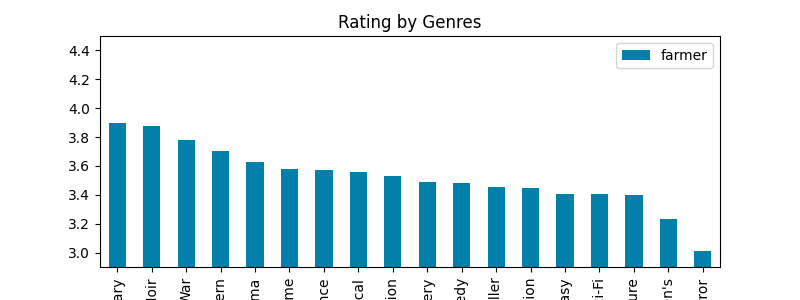 Rating by Genres
farmer
4.4
4.2
4.0
3.8
3.6
3.4
3.2
3.0
ary
loir
War
ern
ma
me
nce
cal
ion
ery
edy
ller
ion
asy
i-Fi
ure
en's
rror